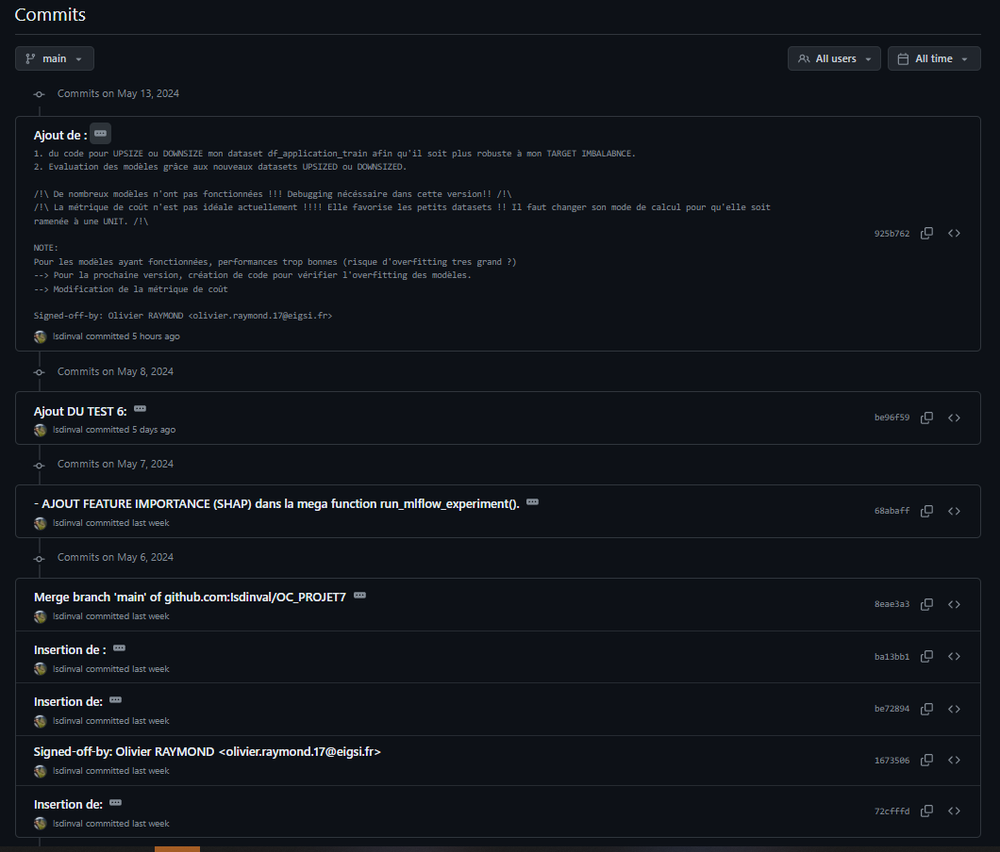 Commits
main
All users
All time
Commits on May 13, 2024
Ajout de :
1. du code pour UPSIZE ou DOWNSIZE mon dataset df_application_train afin qu'il soit plus robuste à mon TARGET IMBALABNCE.
2. Evaluation des modèles grâce aux nouveaux datasets UPSIZED ou DOWNSIZED.
/!\ De nombreux modèles n'ont pas fonctionnées !!! Debugging nécéssaire dans cette version!! /!\
/!\ La métrique de coût n'est pas idéale actuellement !!!! Elle favorise les petits datasets !! Il faut changer son mode de calcul pour qu'elle soit
ramenée à une UNIT. /!\
925b762
NOTE:
Pour les modèles ayant fonctionnées, performances trop bonnes (risque d'overfitting tres grand ?)
--> Pour la prochaine version, création de code pour vérifier l'overfitting des modèles.
--> Modification de la métrique de coût
Signed-off-by: Olivier RAYMOND <olivier.raymond.17@eigsi.fr>
Isdinval committed 5 hours ago
Commits on May 8, 2024
Ajout DU TEST 6:
be96f59
Isdinval committed 5 days ago
Commits on May 7, 2024
- AJOUT FEATURE IMPORTANCE (SHAP) dans la mega function run_mlflow_experiment().
68abaff
Isdinval committed last week
Commits on May 6, 2024
Merge branch 'main' of github.com:Isdinval/OC_PROJET7
8eae3a3
Isdinval committed last week
Insertion de :
ba13bb1
Isdinval committed last week
Insertion de:
be72894
Isdinval committed last week
Signed-off-by: Olivier RAYMOND <olivier.raymond.17@eigsi.fr>
1673506
Isdinval committed last week
Insertion de:
72cfffd
Isdinval committed last week